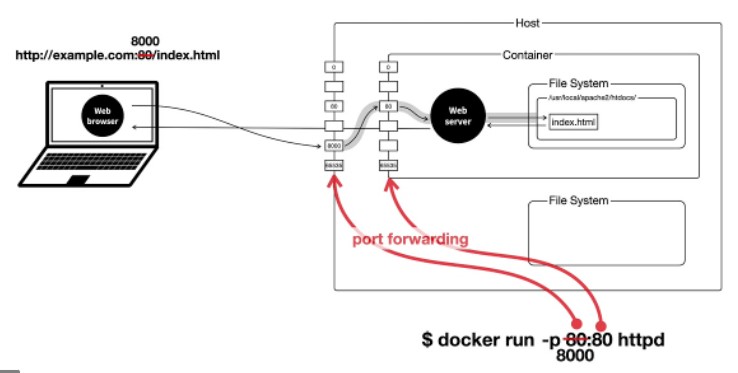 8000
http://example.com:80/index.html
Web
browser
Host
0
80
8000
65535
Container
0
80
65535
Web
server
File System
/usr/local/apache2/htdocs/
index.html
File System
port forwarding
$ docker run -p 80:80 httpd
8000